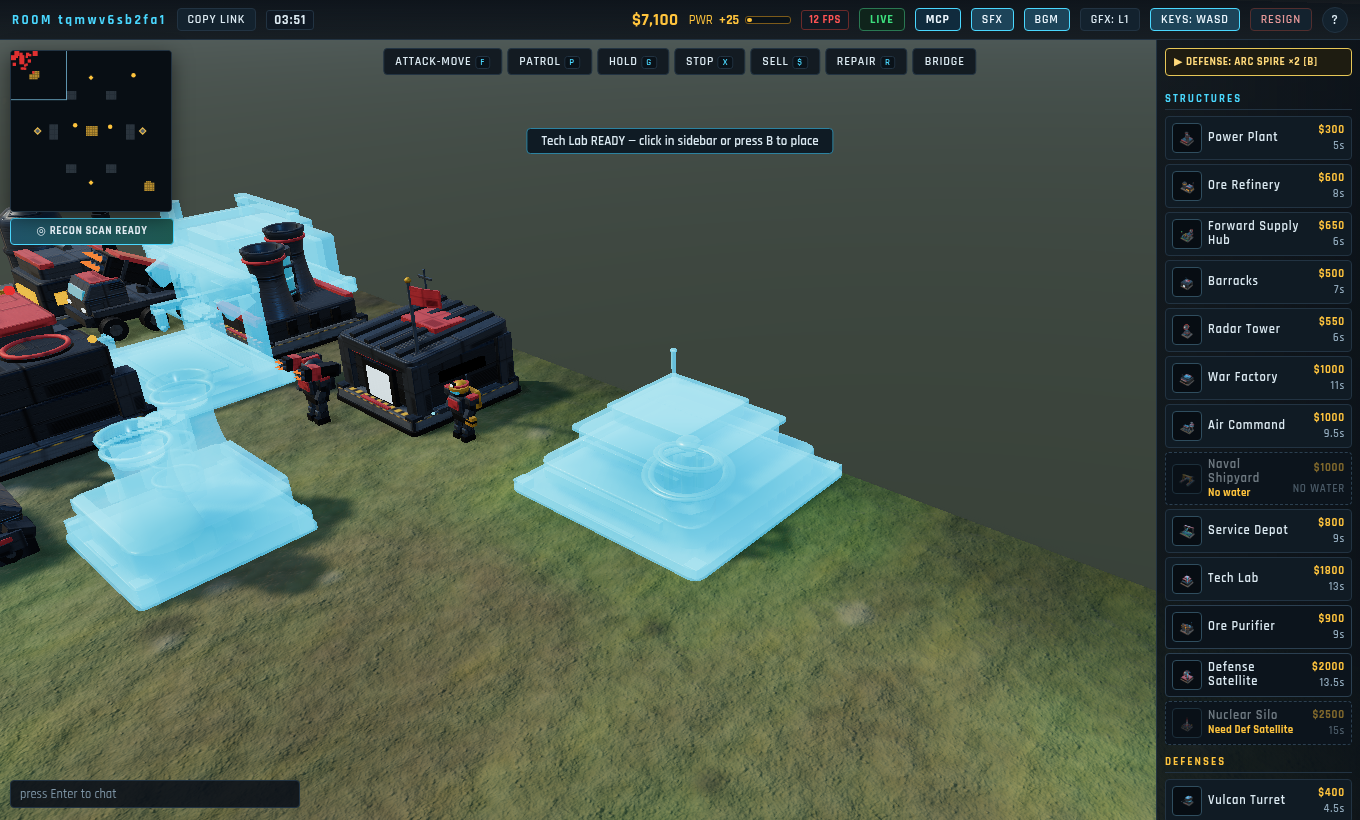 ROOM tqmwv6sb2fa1
COPY LINK
03:51
$7,100
PWR +25
12 FPS
LIVE
MCP
SFX
BGM
GFX: L1
KEYS: WASD
RESIGN
?
ATTACK-MOVE F
PATROL P
HOLD G
STOP X
SELL $
REPAIR R
BRIDGE
Tech Lab READY — click in sidebar or press B to place
◎ RECON SCAN READY
▶ DEFENSE: ARC SPIRE ×2 [B]
STRUCTURES
Power Plant $300
5s
Ore Refinery $600
8s
Forward Supply Hub $650
6s
Barracks $500
7s
Radar Tower $550
6s
War Factory $1000
11s
Air Command $1000
9.5s
Naval Shipyard $1000
No water NO WATER
Service Depot $800
9s
Tech Lab $1800
13s
Ore Purifier $900
9s
Defense Satellite $2000
13.5s
Nuclear Silo $2500
Need Def Satellite 15s
DEFENSES
Vulcan Turret $400
4.5s
press Enter to chat